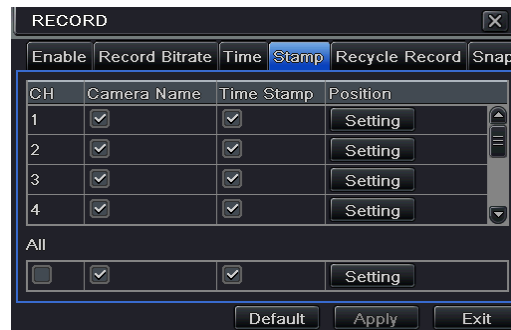 RECORD
Enable Record Bitrate Time Stamp Recycle Record Snap
CH Camera Name Time Stamp Position
1 Setting
2 Setting
3 Setting
4 Setting
All
Setting
Default Apply Exit